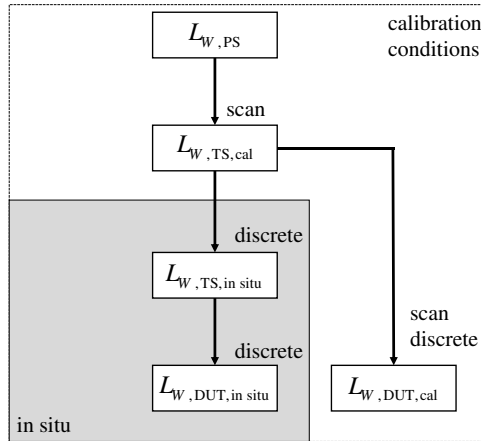 L_W,PS
calibration
conditions
scan
L_W,TS,cal
discrete
L_W,TS,in situ
discrete
scan
discrete
L_W,DUT,in situ
L_W,DUT,cal
in situ